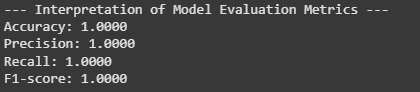 --- Interpretation of Model Evaluation Metrics ---
Accuracy: 1.0000
Precision: 1.0000
Recall: 1.0000
F1-score: 1.0000